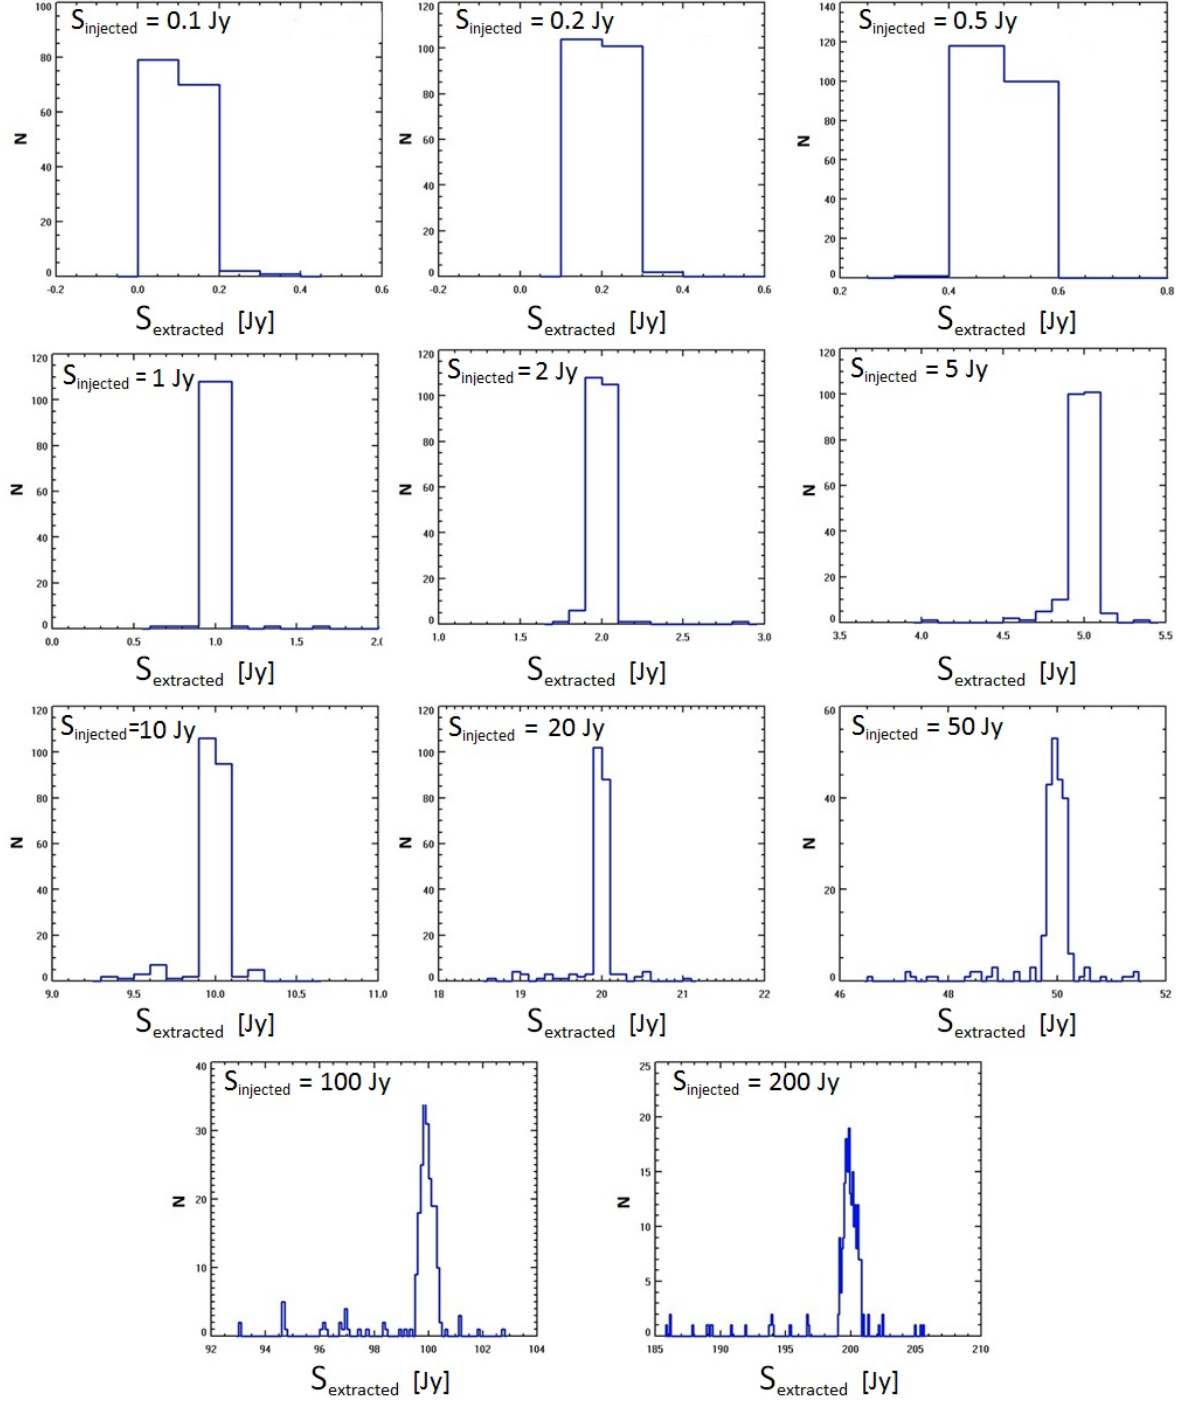 S_injected = 0.1 Jy
100
80
60
40
20
0
N
-0.2 0.0 0.2 0.4 0.6
S_extracted [Jy]
S_injected = 0.2 Jy
120
100
80
60
40
20
0
N
-0.2 0.0 0.2 0.4 0.6
S_extracted [Jy]
S_injected = 0.5 Jy
140
120
100
80
60
40
20
0
N
0.2 0.4 0.6 0.8
S_extracted [Jy]
S_injected = 1 Jy
120
100
80
60
40
20
0
N
0.0 0.5 1.0 1.5 2.0
S_extracted [Jy]
S_injected = 2 Jy
120
100
80
60
40
20
0
N
1.0 1.5 2.0 2.5 3.0
S_extracted [Jy]
S_injected = 5 Jy
120
100
80
60
40
20
0
N
3.5 4.0 4.5 5.0 5.5
S_extracted [Jy]
S_injected=10 Jy
120
100
80
60
40
20
0
N
9.0 9.5 10.0 10.5 11.0
S_extracted [Jy]
S_injected = 20 Jy
120
100
80
60
40
20
0
N
18 19 20 21 22
S_extracted [Jy]
S_injected = 50 Jy
60
40
20
0
N
46 48 50 52
S_extracted [Jy]
S_injected = 100 Jy
40
30
20
10
0
N
92 94 96 98 100 102 104
S_extracted [Jy]
S_injected = 200 Jy
25
20
15
10
5
0
N
185 190 195 200 205 210
S_extracted [Jy]